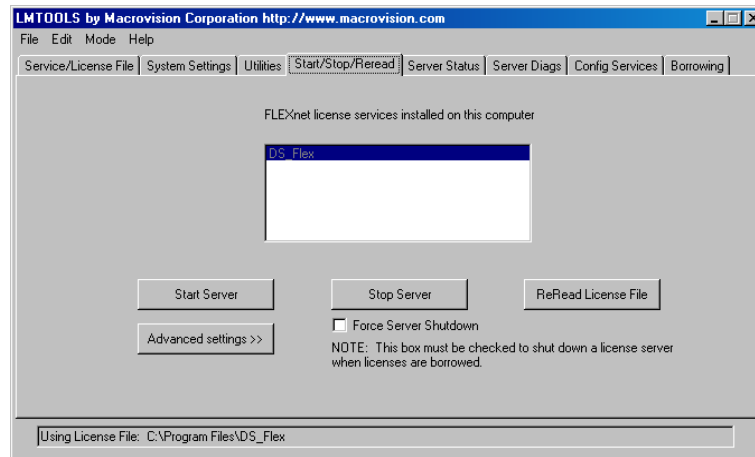 LMTOOLS by Macrovision Corporation http://www.macrovision.com
File Edit Mode Help
Service/License File System Settings Utilities Start/Stop/Reread Server Status Server Diags Config Services Borrowing
FLEXnet license services installed on this computer
DS_Flex
Start Server Stop Server ReRead License File
Force Server Shutdown
Advanced settings >>
NOTE: This box must be checked to shut down a license server
when licenses are borrowed.
Using License File: C:\Program Files\DS_Flex